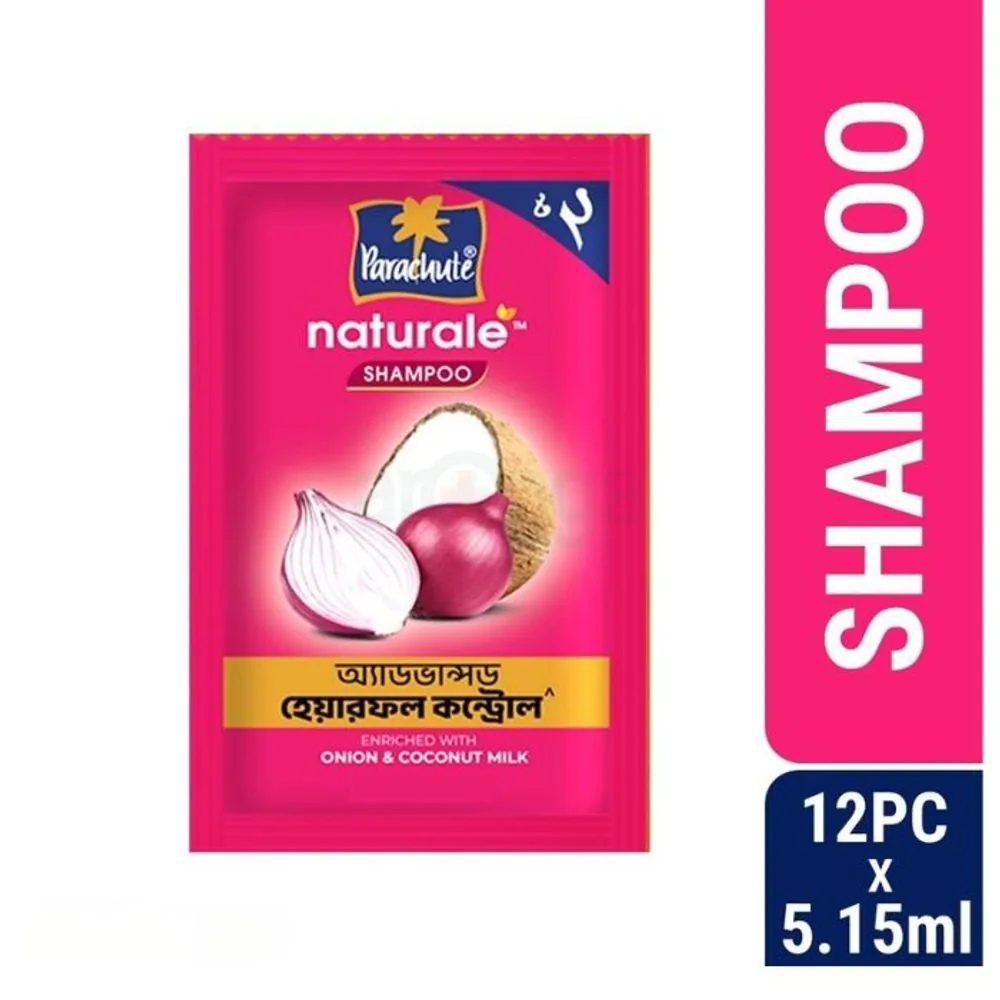 ৳ ২
Parachute®
naturale™
SHAMPOO
অ্যাডভান্সড
হেয়ারফল কন্ট্রোল^
ENRICHED WITH
ONION & COCONUT MILK
SHAMPOO
12PC
x
5.15ml